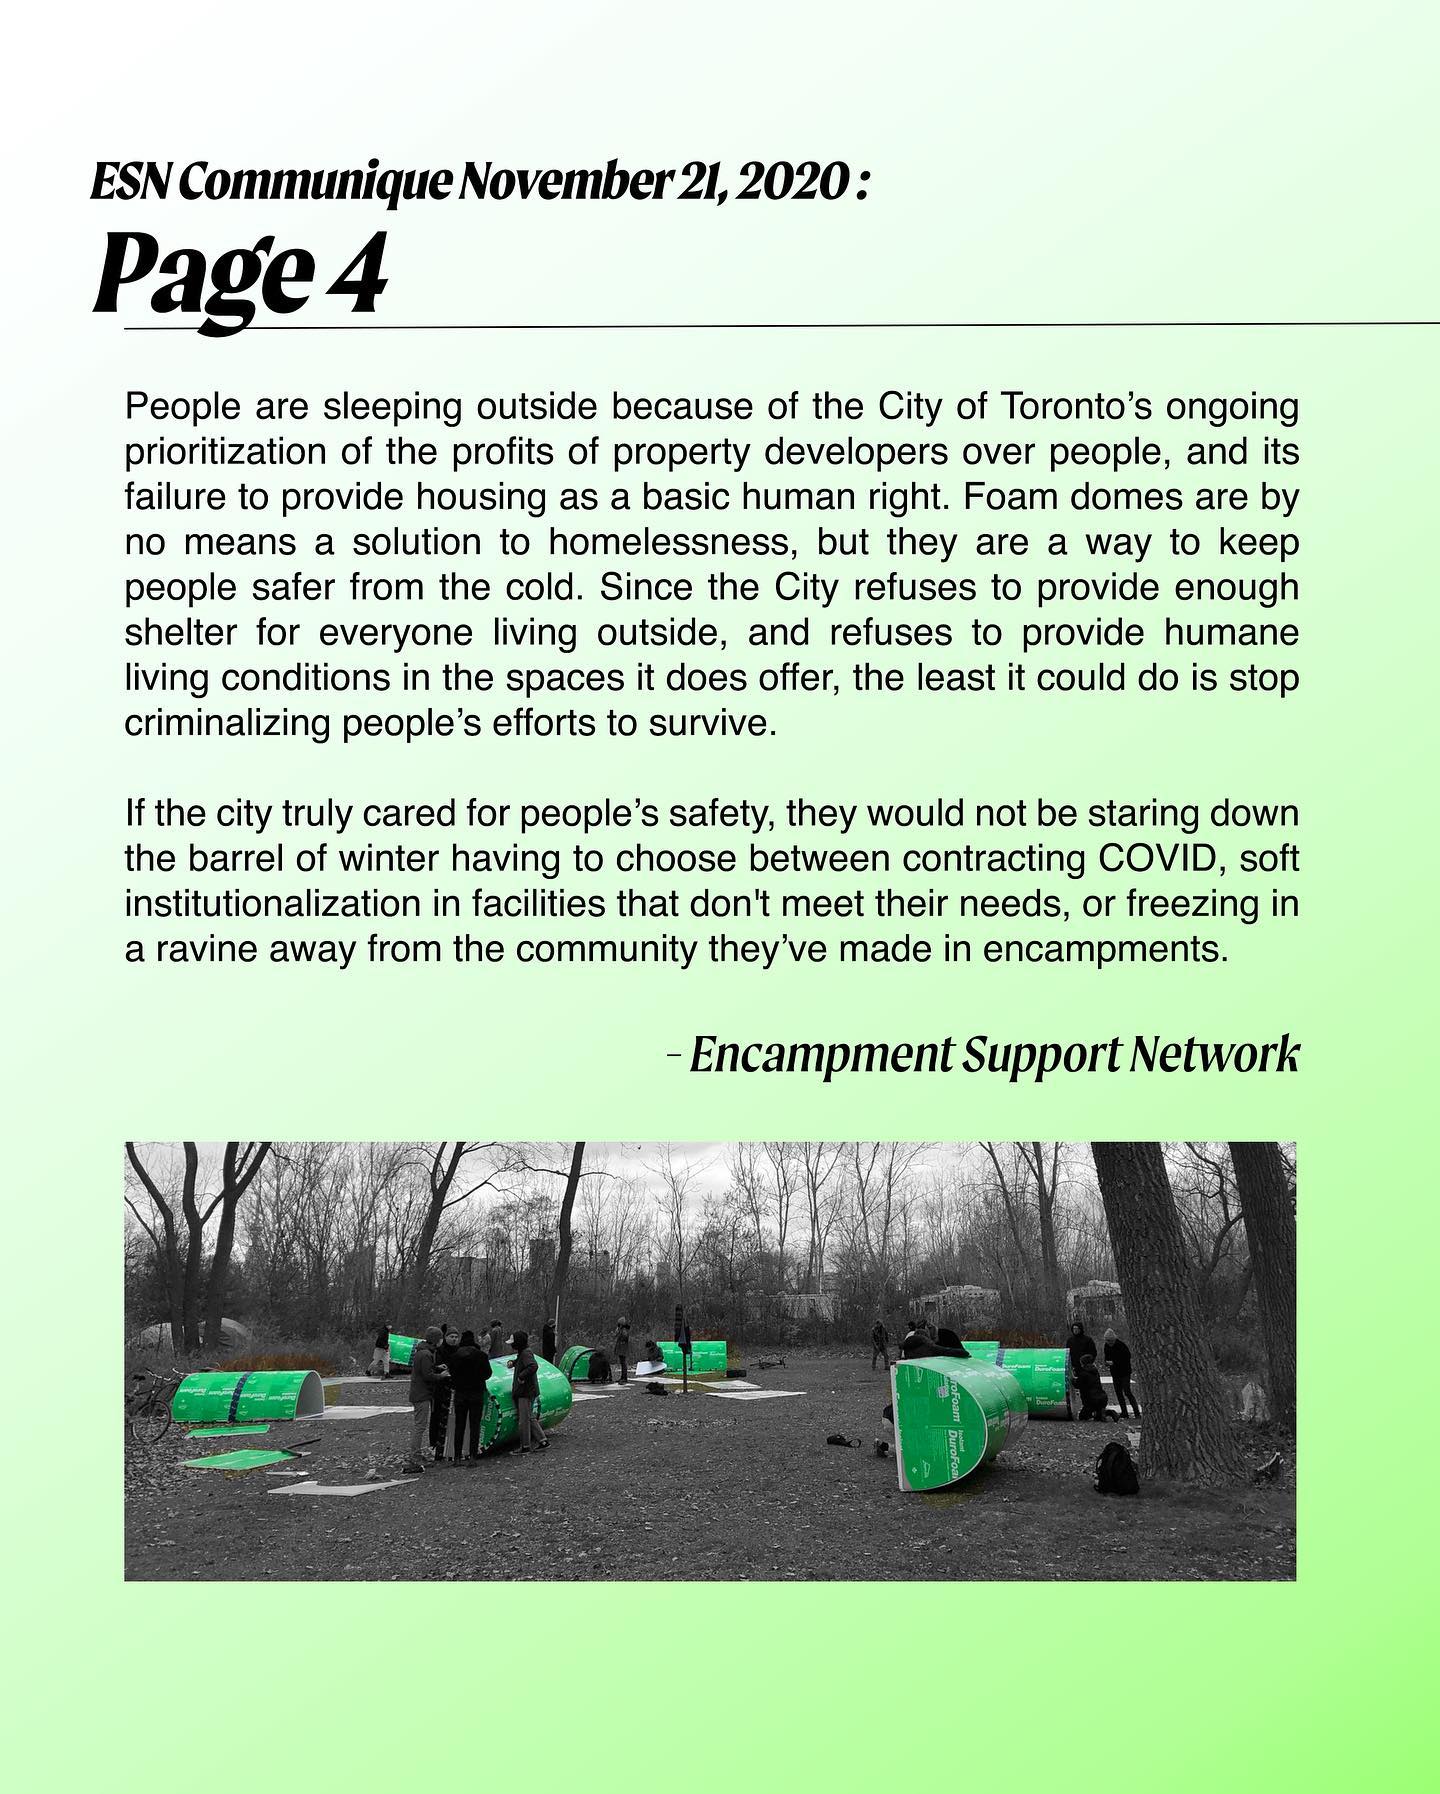 ESN Communique November 21, 2020 :
Page 4
People are sleeping outside because of the City of Toronto’s ongoing
prioritization of the profits of property developers over people, and its
failure to provide housing as a basic human right. Foam domes are by
no means a solution to homelessness, but they are a way to keep
people safer from the cold. Since the City refuses to provide enough
shelter for everyone living outside, and refuses to provide humane
living conditions in the spaces it does offer, the least it could do is stop
criminalizing people’s efforts to survive.
If the city truly cared for people’s safety, they would not be staring down
the barrel of winter having to choose between contracting COVID, soft
institutionalization in facilities that don't meet their needs, or freezing in
a ravine away from the community they’ve made in encampments.
– Encampment Support Network
DuroFoam
DuroFoam
DuroFoam